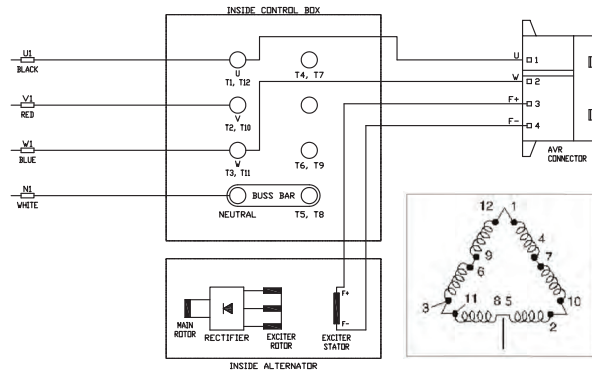 INSIDE CONTROL BOX
U1
BLACK
U
T1, T12
T4, T7
U 1
W 2
V1
RED
V
T2, T10
F+ 3
F- 4
AVR
CONNECTOR
W1
BLUE
W
T3, T11
T6, T9
N1
WHITE
BUSS BAR
NEUTRAL
T5, T8
12 1
4
9
7
6
3
11
8 5
10
2
F+
F-
MAIN
ROTOR
RECTIFIER
EXCITER
ROTOR
EXCITER
STATOR
INSIDE ALTERNATOR